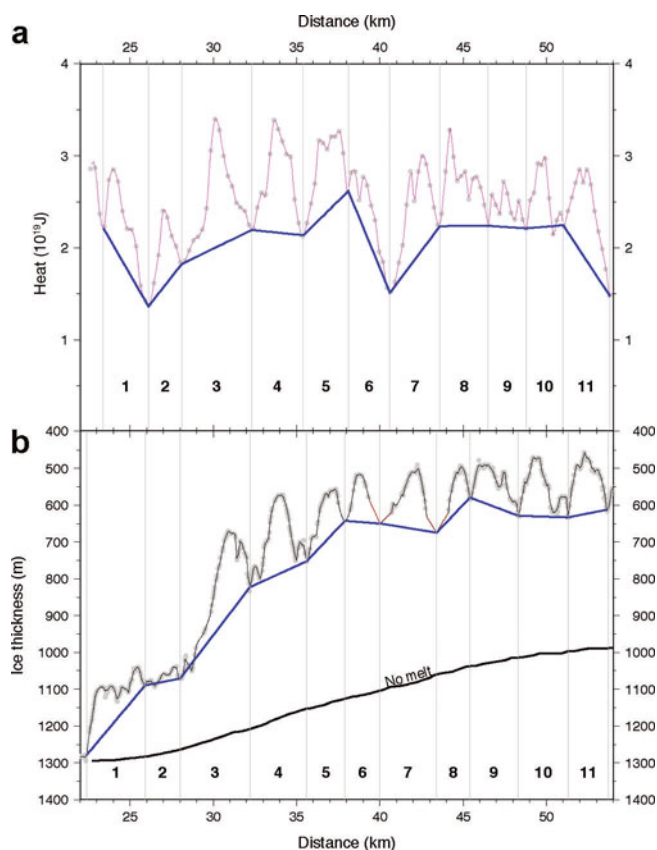 Distance (km)
a
25 30 35 40 45 50
4 4
3 3
2 2
1 1
Heat (10¹⁹J)
1 2 3 4 5 6 7 8 9 10 11
b
400 400
500 500
600 600
700 700
800 800
900 900
1000 1000
1100 1100
1200 1200
1300 1300
1400 1400
Ice thickness (m)
No melt
1 2 3 4 5 6 7 8 9 10 11
25 30 35 40 45 50
Distance (km)